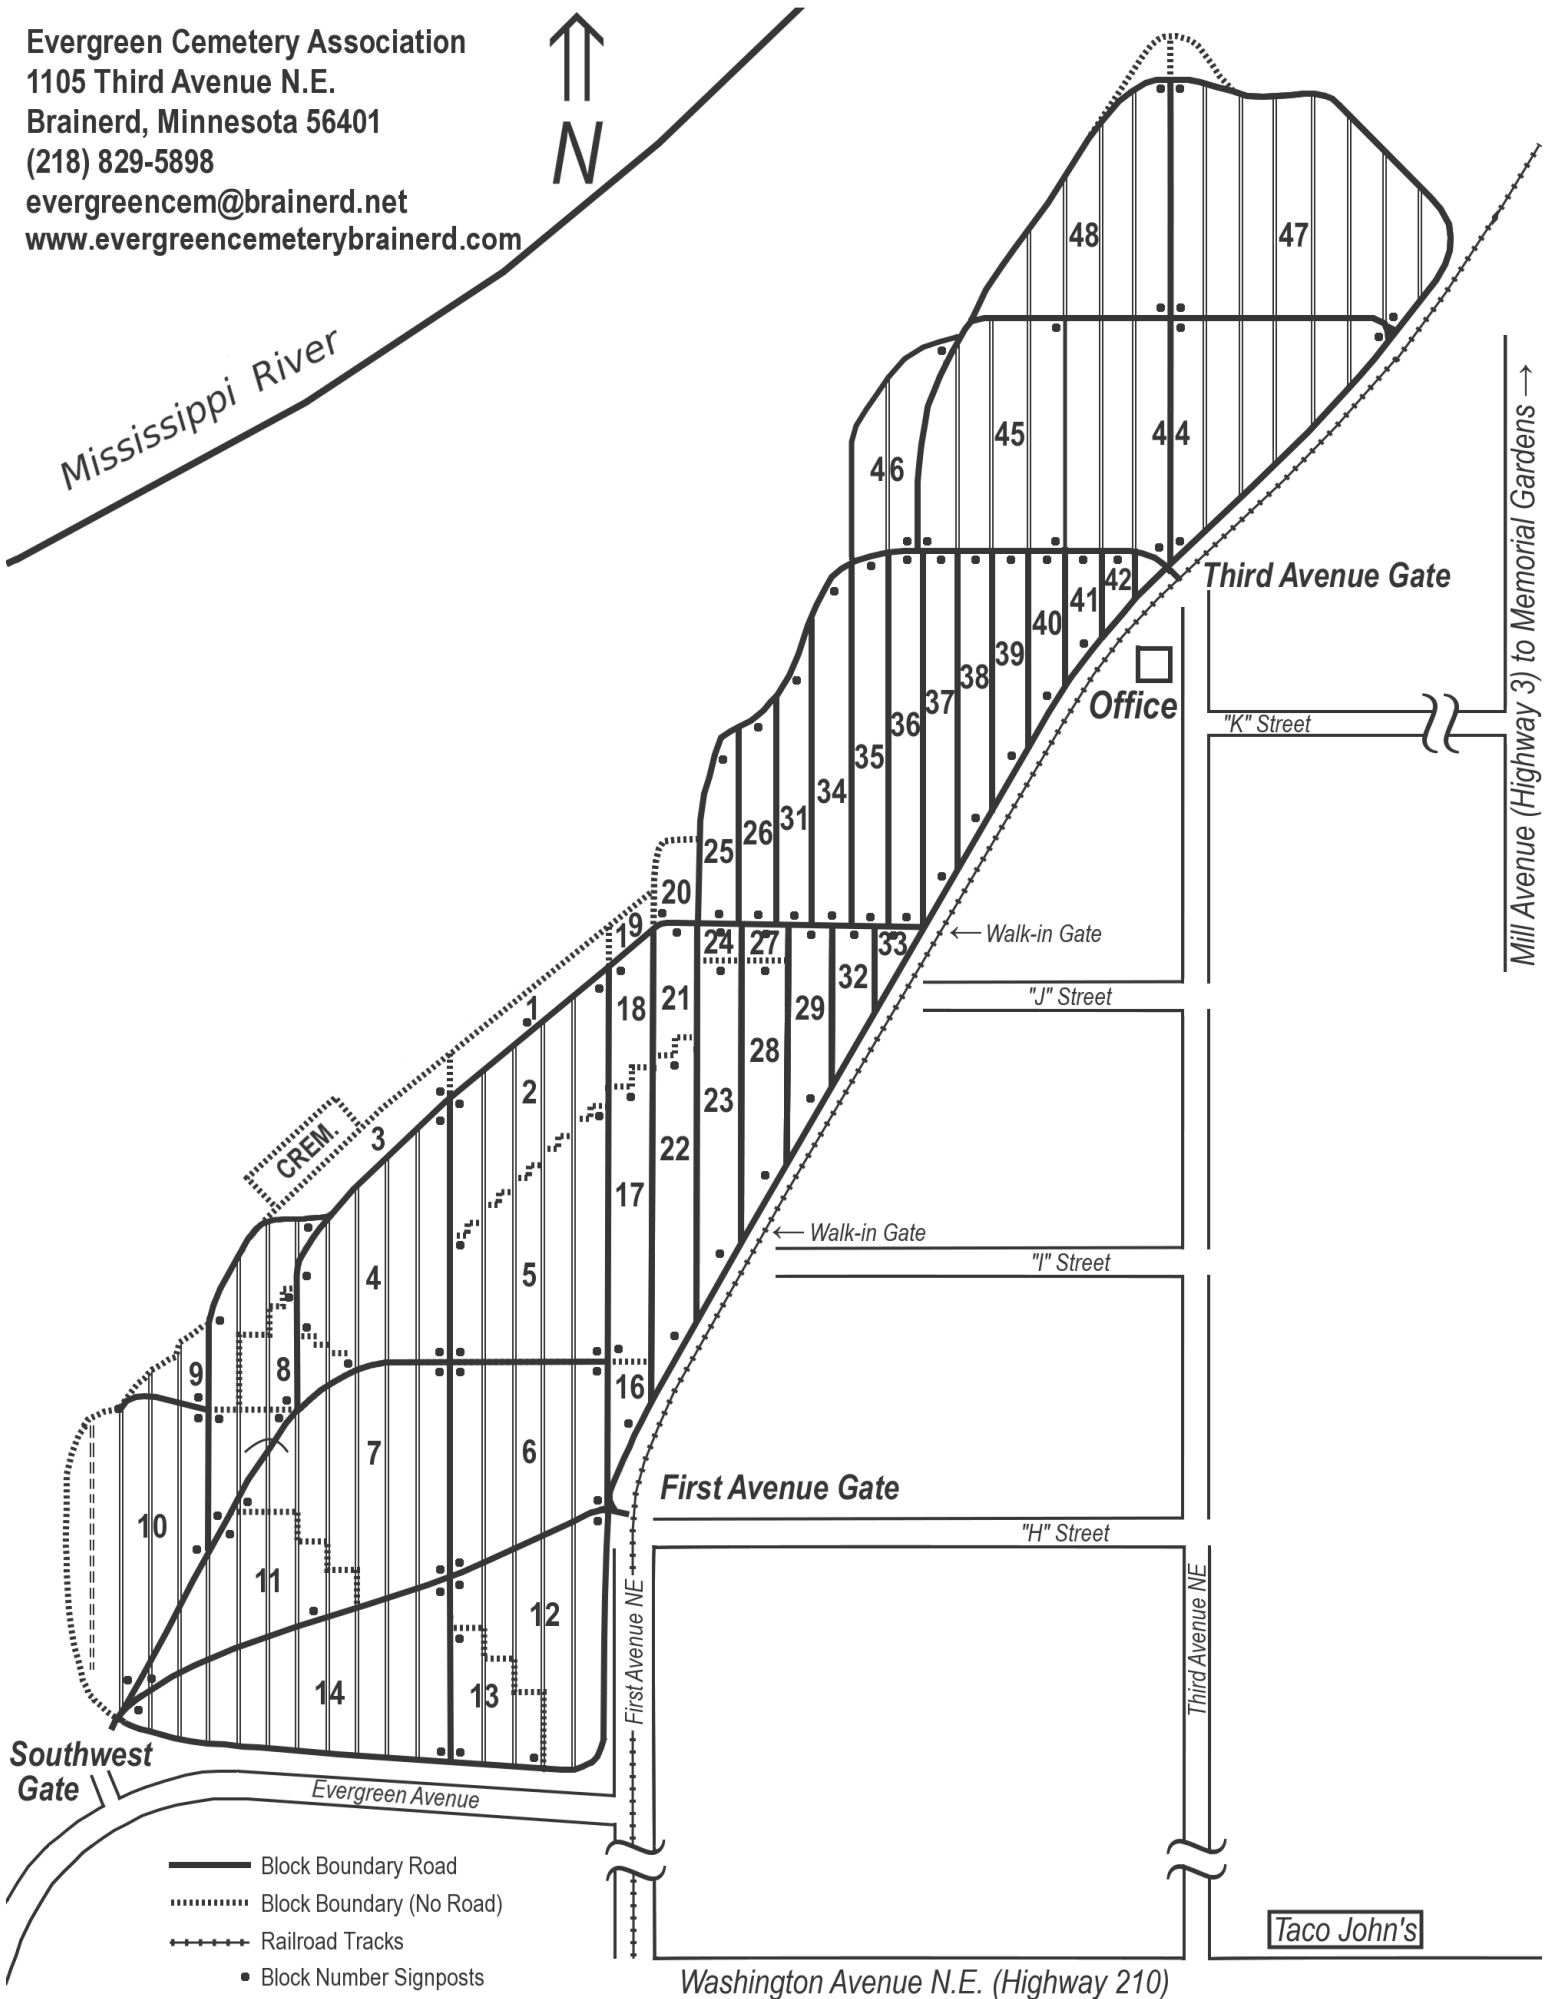 Evergreen Cemetery Association
1105 Third Avenue N.E.
Brainerd, Minnesota 56401
(218) 829-5898
evergreencem@brainerd.net
www.evergreencemeterybrainerd.com
N
Mississippi River
48
47
45
44
46
Third Avenue Gate
42
41
40
39
38
37
36
35
34
31
26
25
20
19
Office
"K" Street
Mill Avenue (Highway 3) to Memorial Gardens →
← Walk-in Gate
24
27
33
32
29
28
21
18
23
22
17
"J" Street
1
2
3
CREM.
4
5
← Walk-in Gate
"I" Street
9
8
16
7
6
First Avenue Gate
10
"H" Street
11
12
14
13
First Avenue NE
Third Avenue NE
Southwest
Gate
Evergreen Avenue
Block Boundary Road
Block Boundary (No Road)
Railroad Tracks
Block Number Signposts
Taco John's
Washington Avenue N.E. (Highway 210)